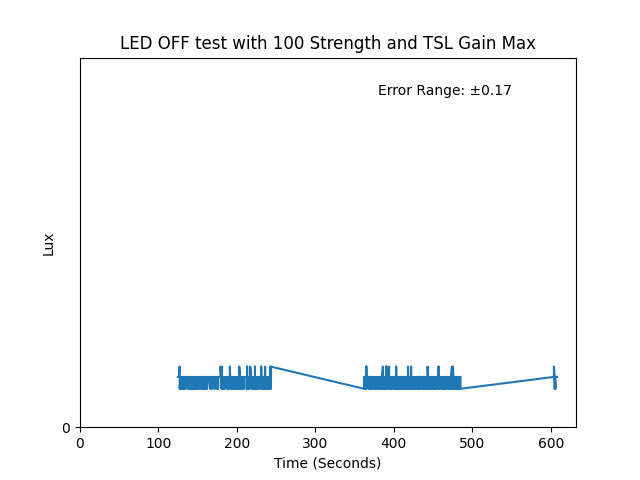 LED OFF test with 100 Strength and TSL Gain Max
Error Range: ±0.17
Lux
0
0 100 200 300 400 500 600
Time (Seconds)